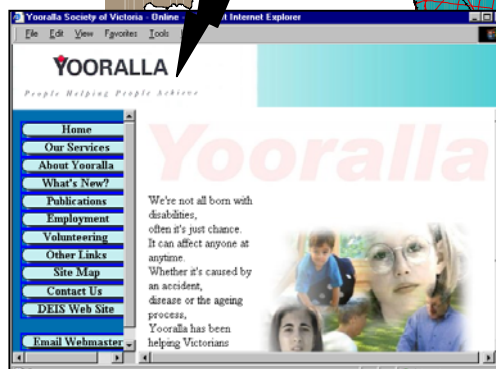 Yooralla Society of Victoria - Online - t Internet Explorer
File Edit View Favorites Tools
YOORALLA
People Helping People Achieve
Yooralla
Home
Our Services
About Yooralla
What's New?
Publications
Employment
Volunteering
Other Links
Site Map
Contact Us
DEIS Web Site
Email Webmaster
We're not all born with
disabilities,
often it's just chance.
It can affect anyone at
anytime.
Whether it's caused by
an accident,
disease or the ageing
process,
Yooralla has been
helping Victorians